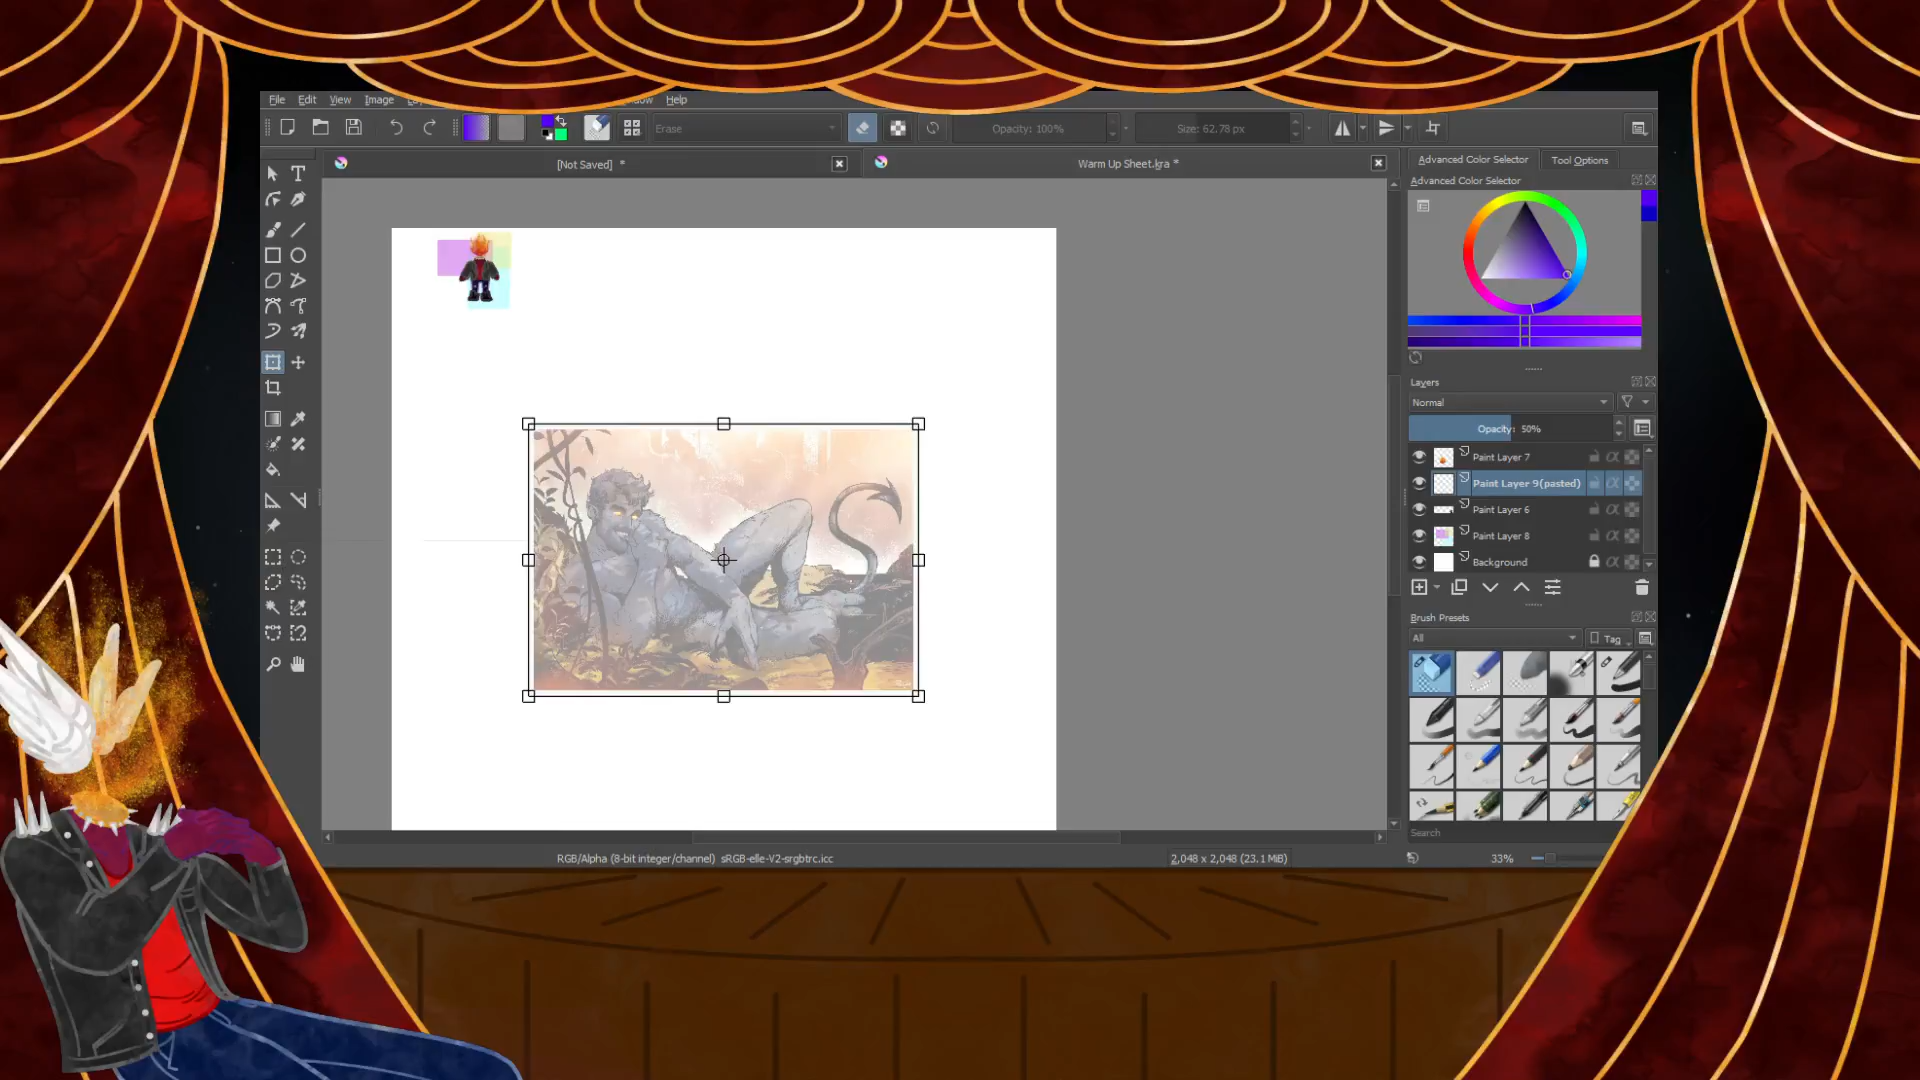 File Edit View Image Help
Erase
Opacity: 100%
Size: 62.78 px
[Not Saved] *
Warm Up Sheet.kra *
Advanced Color Selector
Tool Options
Advanced Color Selector
Layers
Normal
Opacity: 50%
Paint Layer 7
Paint Layer 9(pasted)
Paint Layer 6
Paint Layer 8
Background
Brush Presets
All
Tag
Search
RGB/Alpha (8-bit integer/channel) sRGB-elle-V2-srgbtrc.icc
2,048 x 2,048 (23.1 MiB)
33%